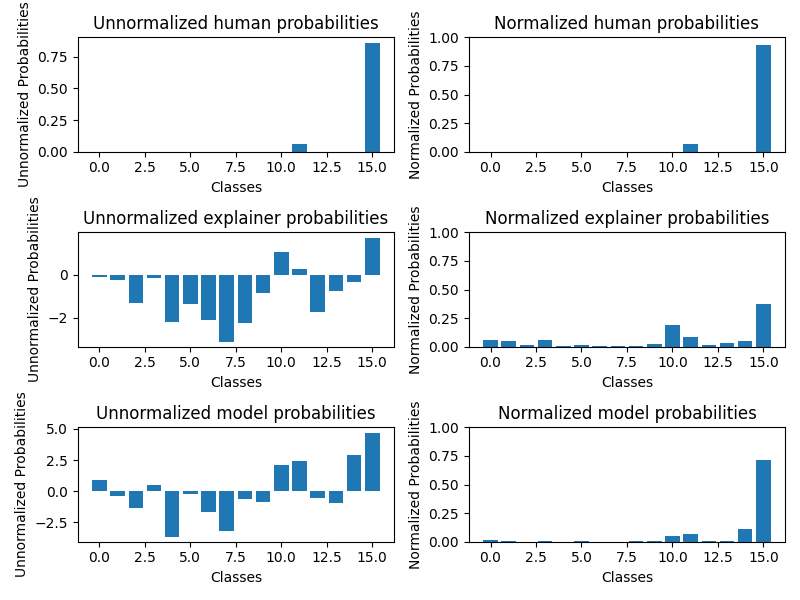 Unnormalized human probabilities
Unnormalized Probabilities
0.75
0.50
0.25
0.00
0.0 2.5 5.0 7.5 10.0 12.5 15.0
Classes
Normalized human probabilities
Normalized Probabilities
1.00
0.75
0.50
0.25
0.00
0.0 2.5 5.0 7.5 10.0 12.5 15.0
Classes
Unnormalized explainer probabilities
Unnormalized Probabilities
0
−2
0.0 2.5 5.0 7.5 10.0 12.5 15.0
Classes
Normalized explainer probabilities
Normalized Probabilities
1.00
0.75
0.50
0.25
0.00
0.0 2.5 5.0 7.5 10.0 12.5 15.0
Classes
Unnormalized model probabilities
Unnormalized Probabilities
5.0
2.5
0.0
−2.5
0.0 2.5 5.0 7.5 10.0 12.5 15.0
Classes
Normalized model probabilities
Normalized Probabilities
1.00
0.75
0.50
0.25
0.00
0.0 2.5 5.0 7.5 10.0 12.5 15.0
Classes